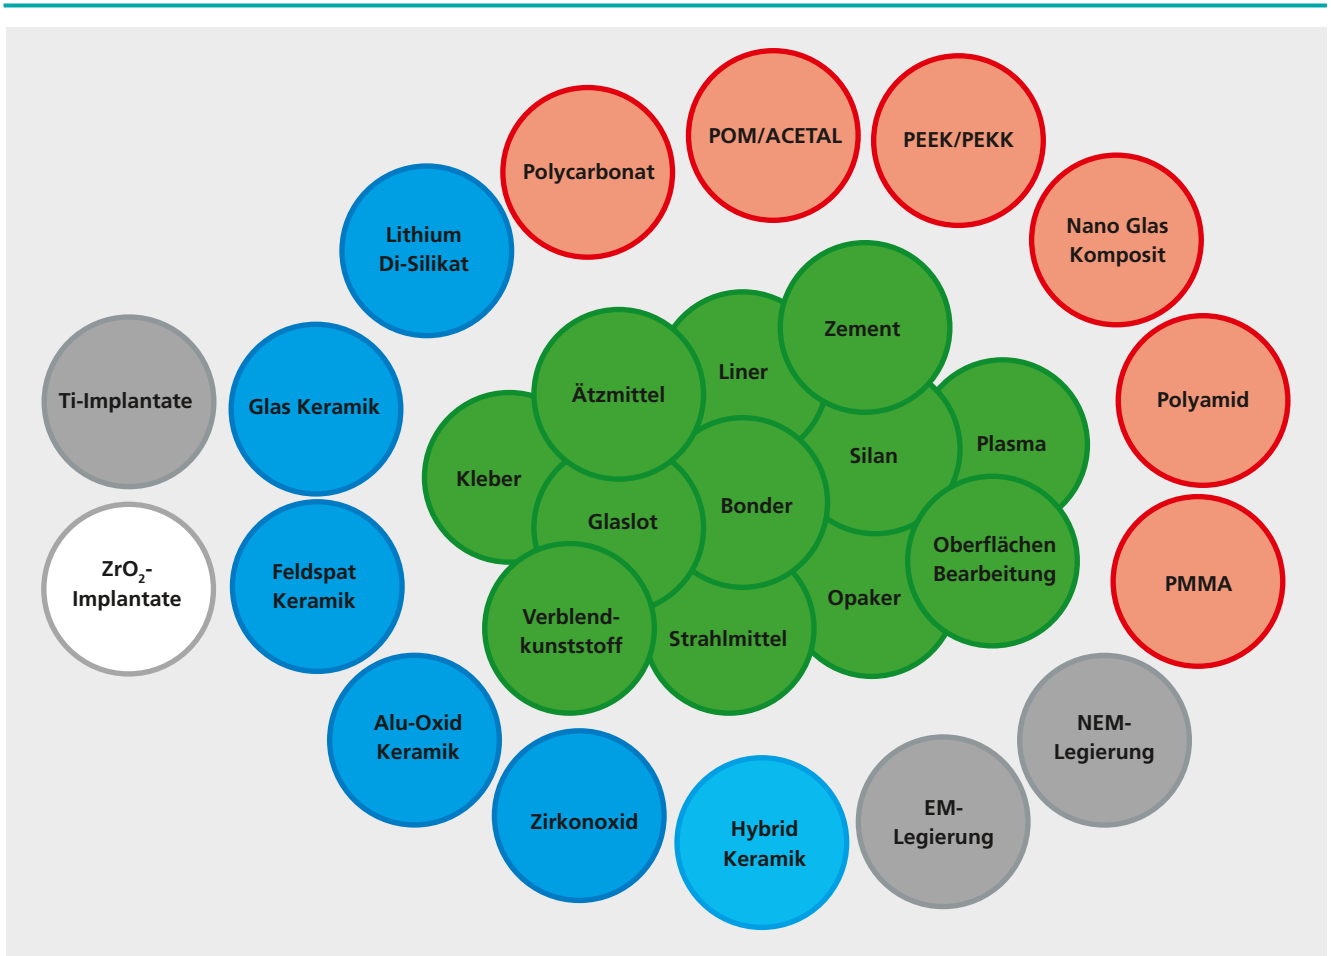 POM/ACETAL
PEEK/PEKK
Polycarbonat
Nano Glas
Komposit
Lithium
Di-Silikat
Zement
Liner
Ätzmittel
Polyamid
Ti-Implantate
Glas Keramik
Plasma
Silan
Kleber
Bonder
Glaslot
Oberflächen
Bearbeitung
ZrO₂-
Implantate
Feldspat
Keramik
PMMA
Opaker
Verblend-
kunststoff
Strahlmittel
Alu-Oxid
Keramik
NEM-
Legierung
Zirkonoxid
Hybrid
Keramik
EM-
Legierung